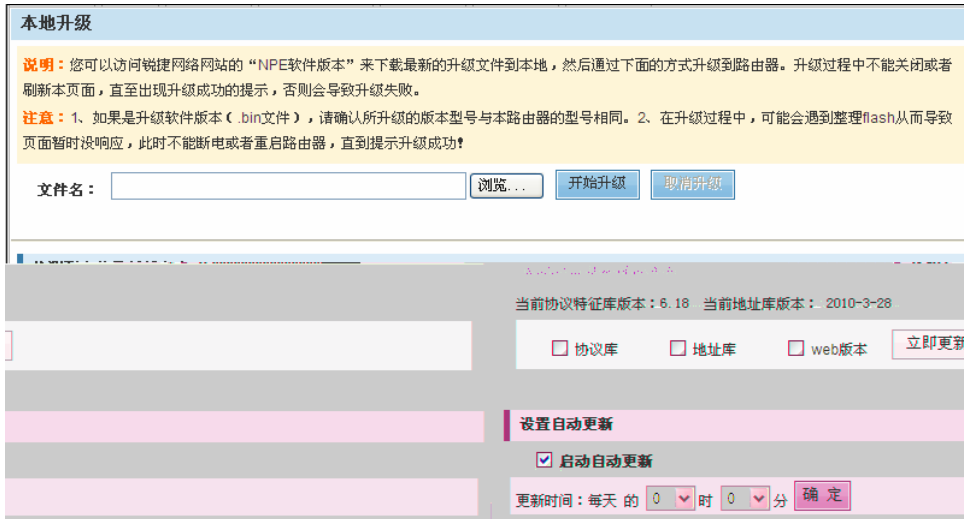 本地升级
说明：您可以访问锐捷网络网站的“NPE软件版本”来下载最新的升级文件到本地，然后通过下面的方式升级到路由器。升级过程中不能关闭或者
刷新本页面，直至出现升级成功的提示，否则会导致升级失败。
注意：1、如果是升级软件版本（.bin文件），请确认所升级的版本型号与本路由器的型号相同。2、在升级过程中，可能会遇到整理flash从而导致
页面暂时没响应，此时不能断电或者重启路由器，直到提示升级成功！
文件名： 浏览... 开始升级 取消升级
当前协议特征库版本：6.18 当前地址库版本： 2010-3-28
协议库 地址库 web版本 立即更新
设置自动更新
启动自动更新
更新时间：每天 的 0 时 0 分 确 定